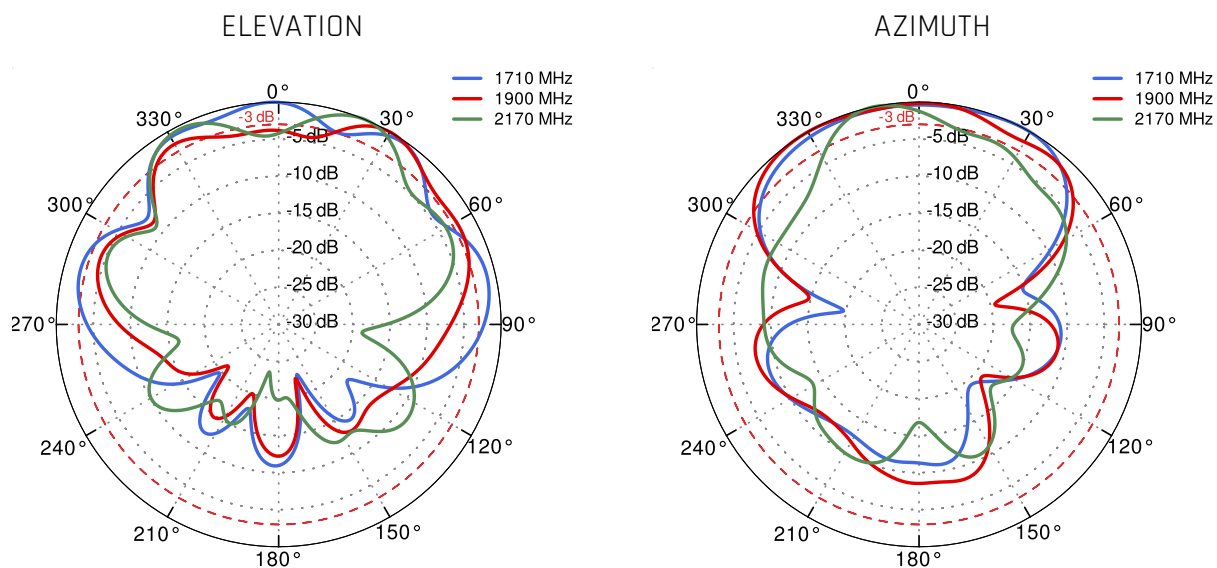 ELEVATION
1710 MHz
1900 MHz
2170 MHz
0°
330°
-3 dB
30°
-5 dB
-10 dB
300°
60°
-15 dB
-20 dB
-25 dB
270°
-30 dB
90°
240°
120°
210°
150°
180°
AZIMUTH
1710 MHz
1900 MHz
2170 MHz
0°
330°
-3 dB
30°
-5 dB
-10 dB
300°
60°
-15 dB
-20 dB
-25 dB
270°
-30 dB
90°
240°
120°
210°
150°
180°